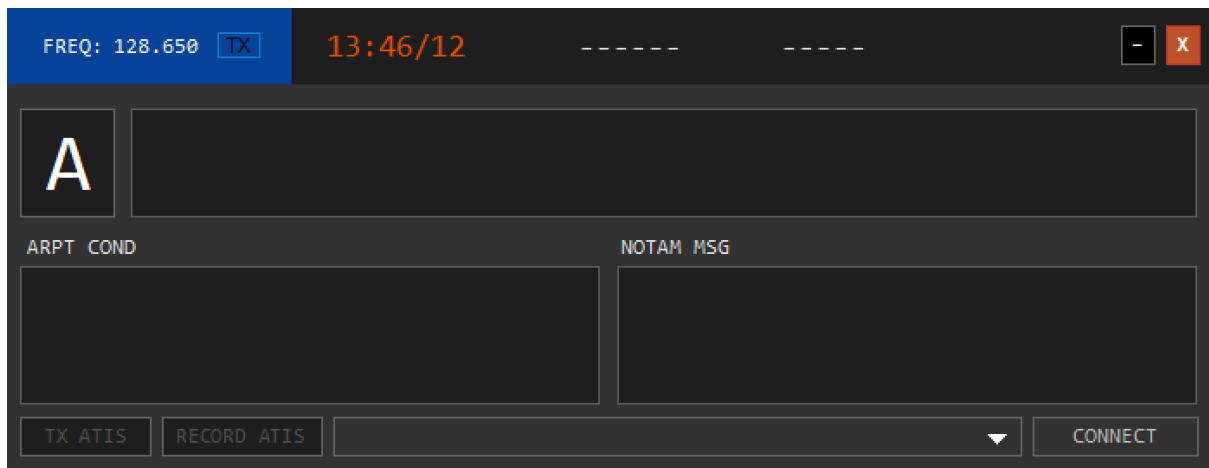 FREQ: 128.650 TX 13:46/12 ------ ----- - X
A
ARPT COND NOTAM MSG
TX ATIS RECORD ATIS CONNECT